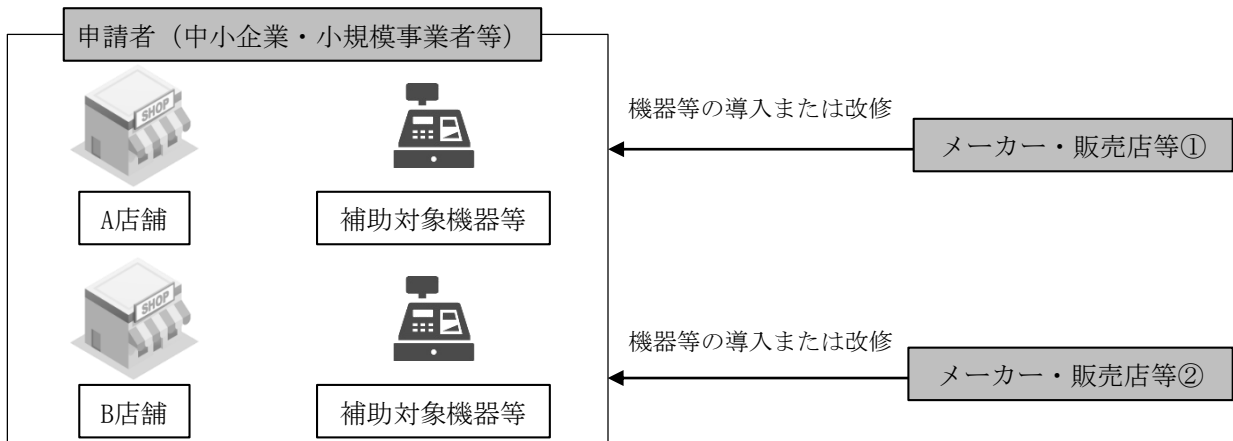 申請者（中小企業・小規模事業者等）
SHOP
機器等の導入または改修
メーカー・販売店等①
A店舗
補助対象機器等
SHOP
機器等の導入または改修
メーカー・販売店等②
B店舗
補助対象機器等